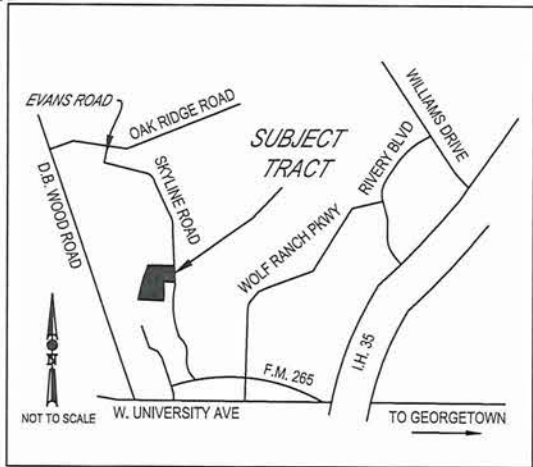 EVANS ROAD
OAK RIDGE ROAD
D.B. WOOD ROAD
SKYLINE ROAD
SUBJECT
TRACT
WOLF RANCH PKWY
RIVERY BLVD
WILLIAMS DRIVE
I.H. 35
F.M. 265
N
NOT TO SCALE
W. UNIVERSITY AVE
TO GEORGETOWN